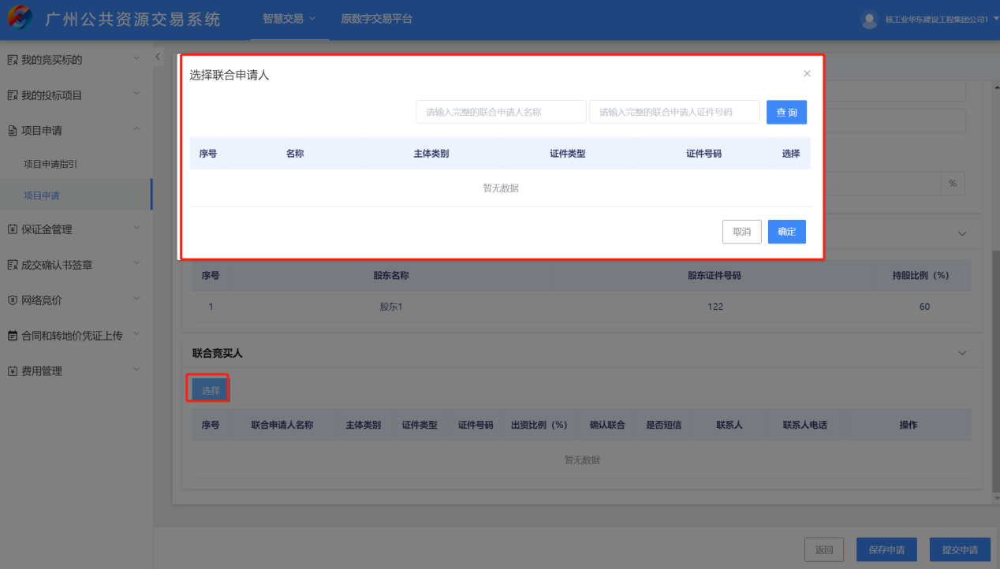 广州公共资源交易系统 智慧交易 原数字交易平台 核工业华东建设工程集团公司1
我的竞买标的
我的投标项目
项目申请
项目申请指引
项目申请
保证金管理
成交确认书签章
网络竞价
合同和转地价凭证上传
费用管理
选择联合申请人
请输入完整的联合申请人名称 请输入完整的联合申请人证件号码 查询
序号 名称 主体类别 证件类型 证件号码 选择
暂无数据
取消 确定
%
序号 股东名称 股东证件号码 持股比例（%）
1 股东1 122 60
联合竞买人
选择
序号 联合申请人名称 主体类别 证件类型 证件号码 出资比例（%） 确认联合 是否短信 联系人 联系人电话 操作
暂无数据
返回 保存申请 提交申请